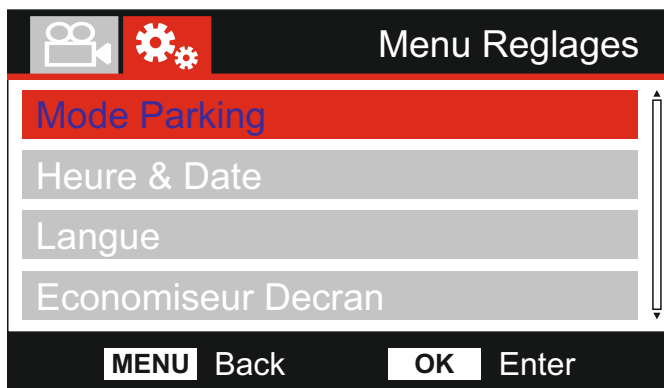 Menu Reglages
Mode Parking
Heure & Date
Langue
Economiseur Decran
MENU Back OK Enter